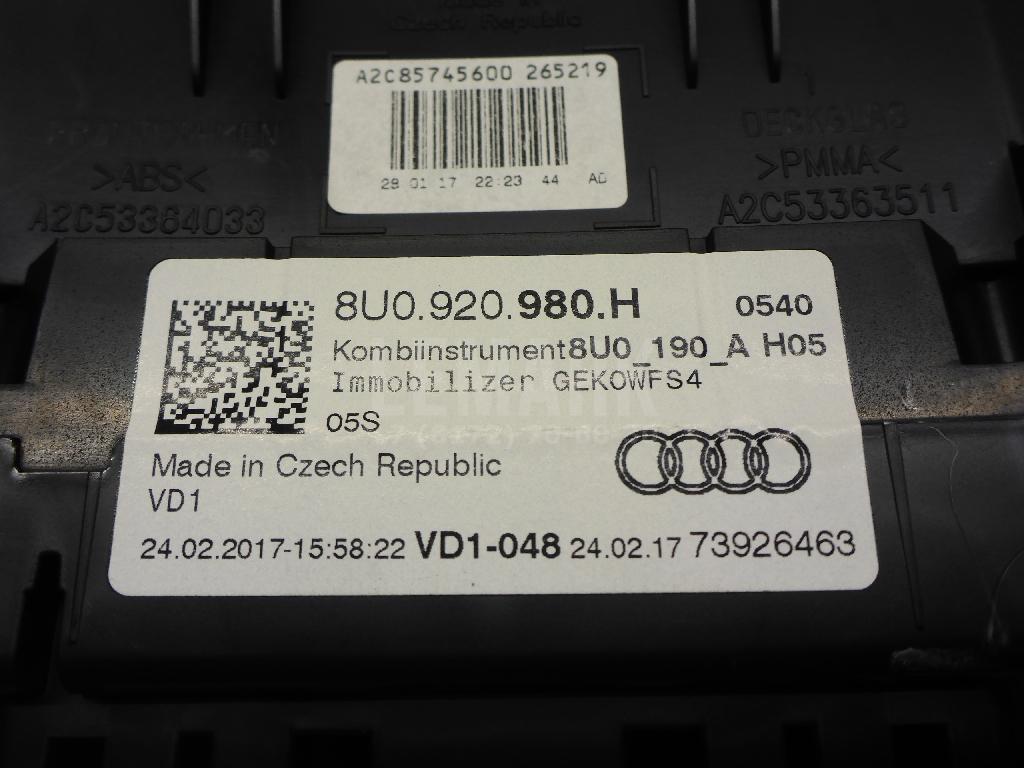 Made in
Czech Republic
A2C85745600 265219
28 01 17 22:23 44 AD
>ABS<
A2C53384033
DECKGLAS
>PMMA<
A2C53363511
8U0.920.980.H 0540
Kombiinstrument8U0_190_A H05
Immobilizer GEKOWFS4
05S
Made in Czech Republic
VD1
24.02.2017-15:58:22 VD1-048 24.02.17 73926463